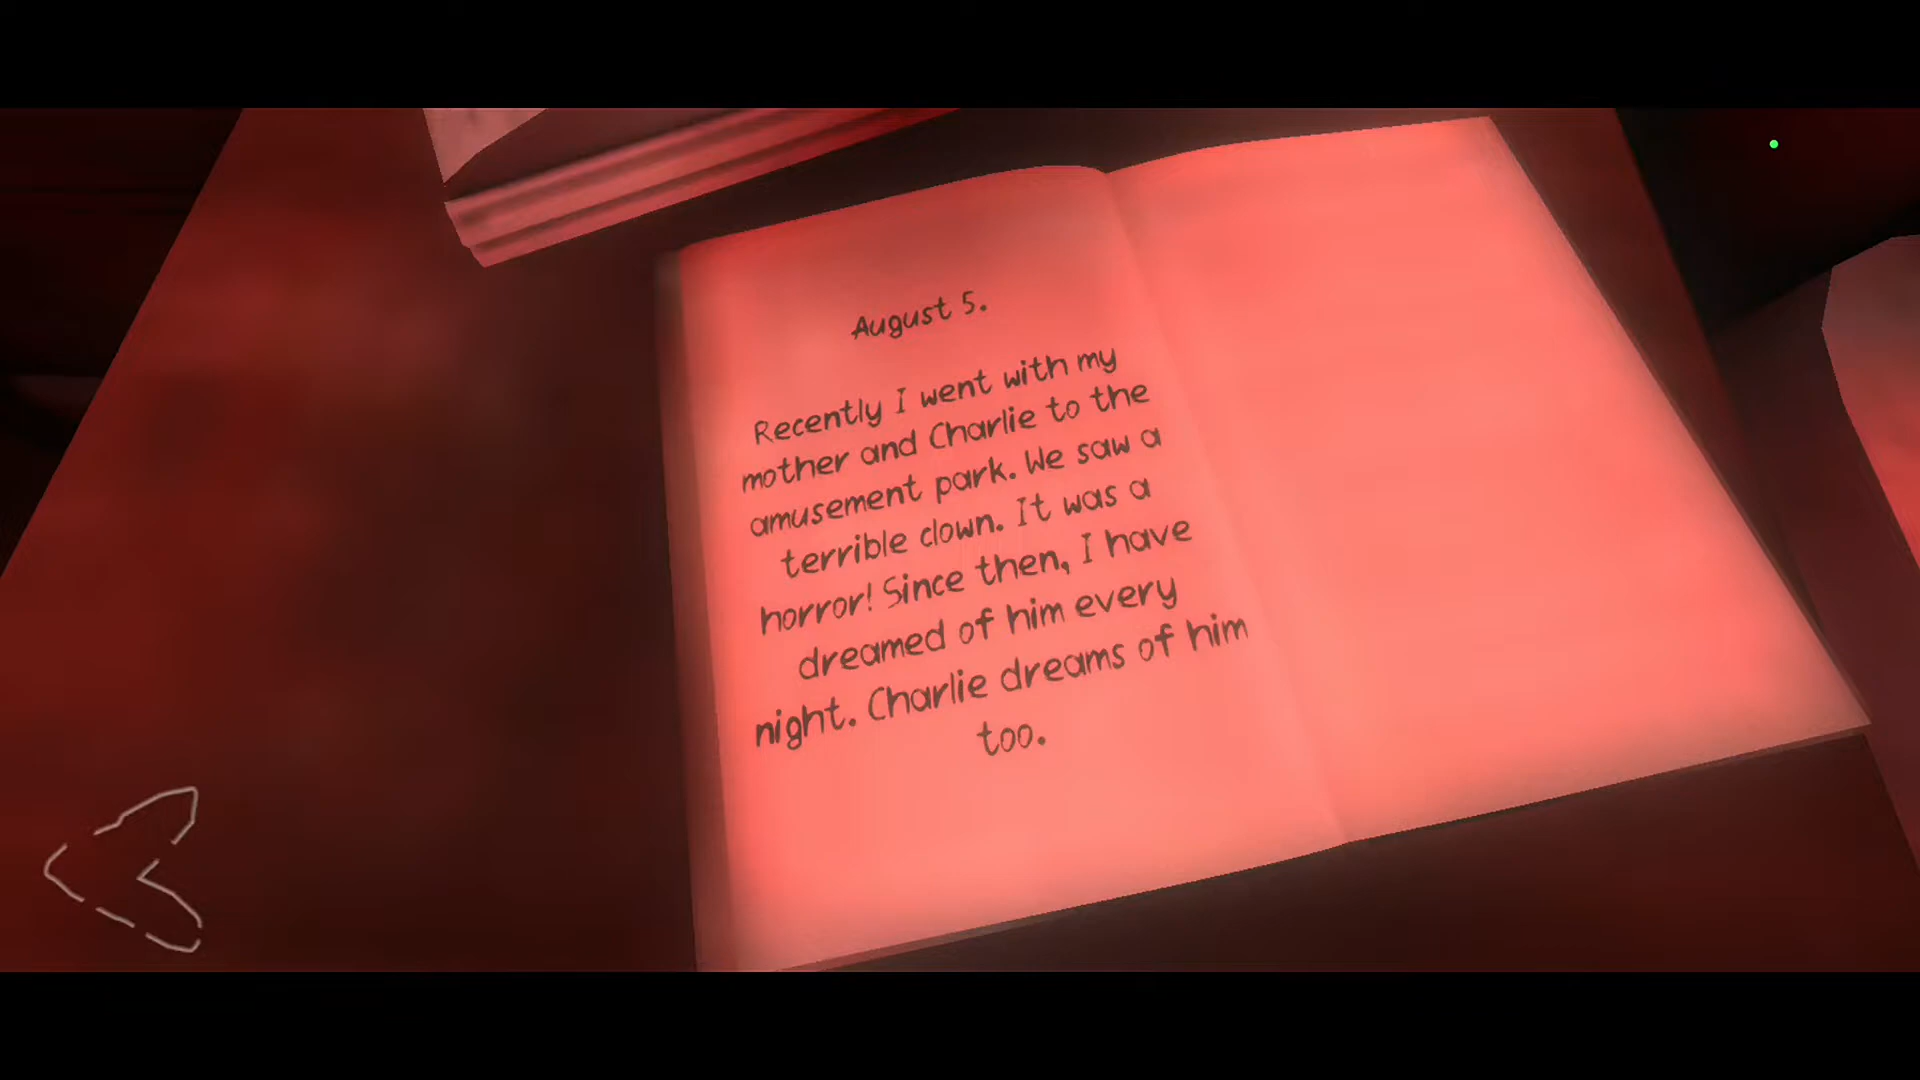 August 5.
Recently I went with my
mother and Charlie to the
amusement park. We saw a
terrible clown. It was a
horror! Since then, I have
dreamed of him every
night. Charlie dreams of him
too.